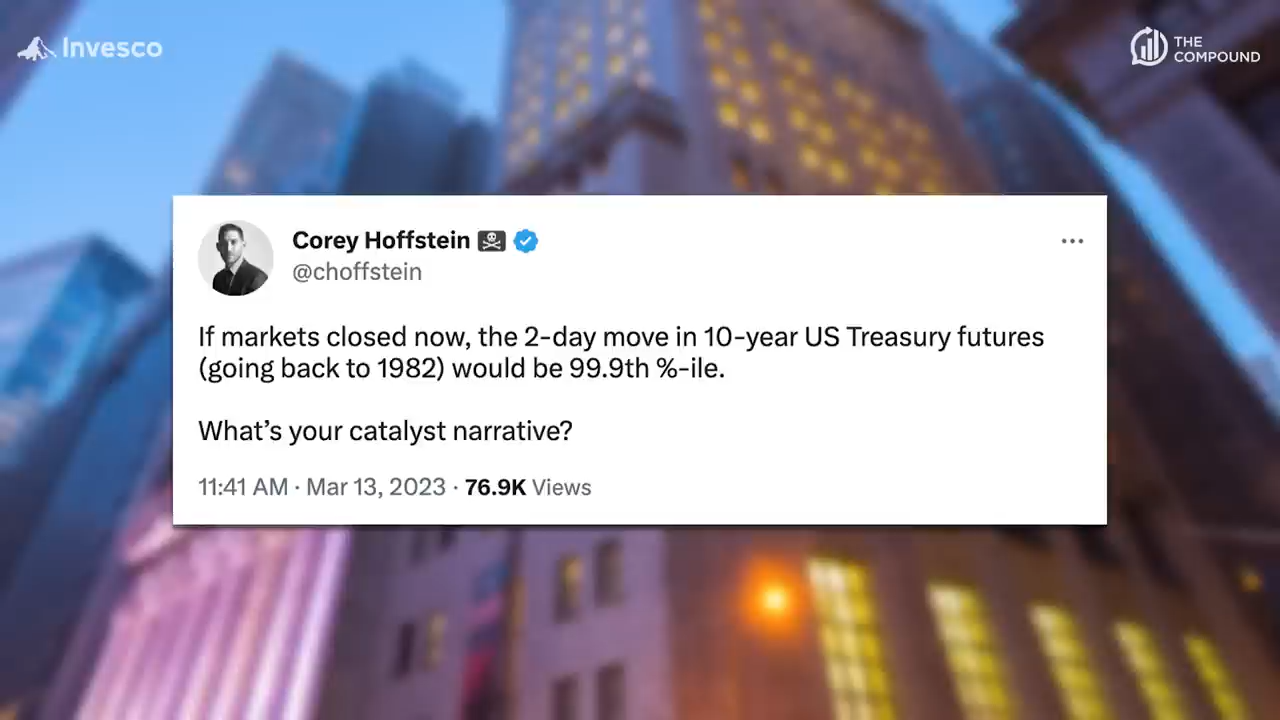 Invesco
THE
COMPOUND
Corey Hoffstein
@choffstein
If markets closed now, the 2-day move in 10-year US Treasury futures
(going back to 1982) would be 99.9th %-ile.
What’s your catalyst narrative?
11:41 AM · Mar 13, 2023 · 76.9K Views